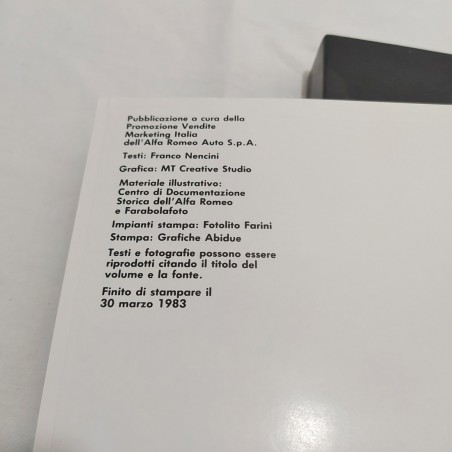 Pubblicazione a cura della
Promozione Vendite
Marketing Italia
dell'Alfa Romeo Auto S.p.A.
Testi: Franco Nencini
Grafica: MT Creative Studio
Materiale illustrativo:
Centro di Documentazione
Storica dell'Alfa Romeo
e Farabolafoto
Impianti stampa: Fotolito Farini
Stampa: Grafiche Abidue
Testi e fotografie possono essere
riprodotti citando il titolo del
volume e la fonte.
Finito di stampare il
30 marzo 1983